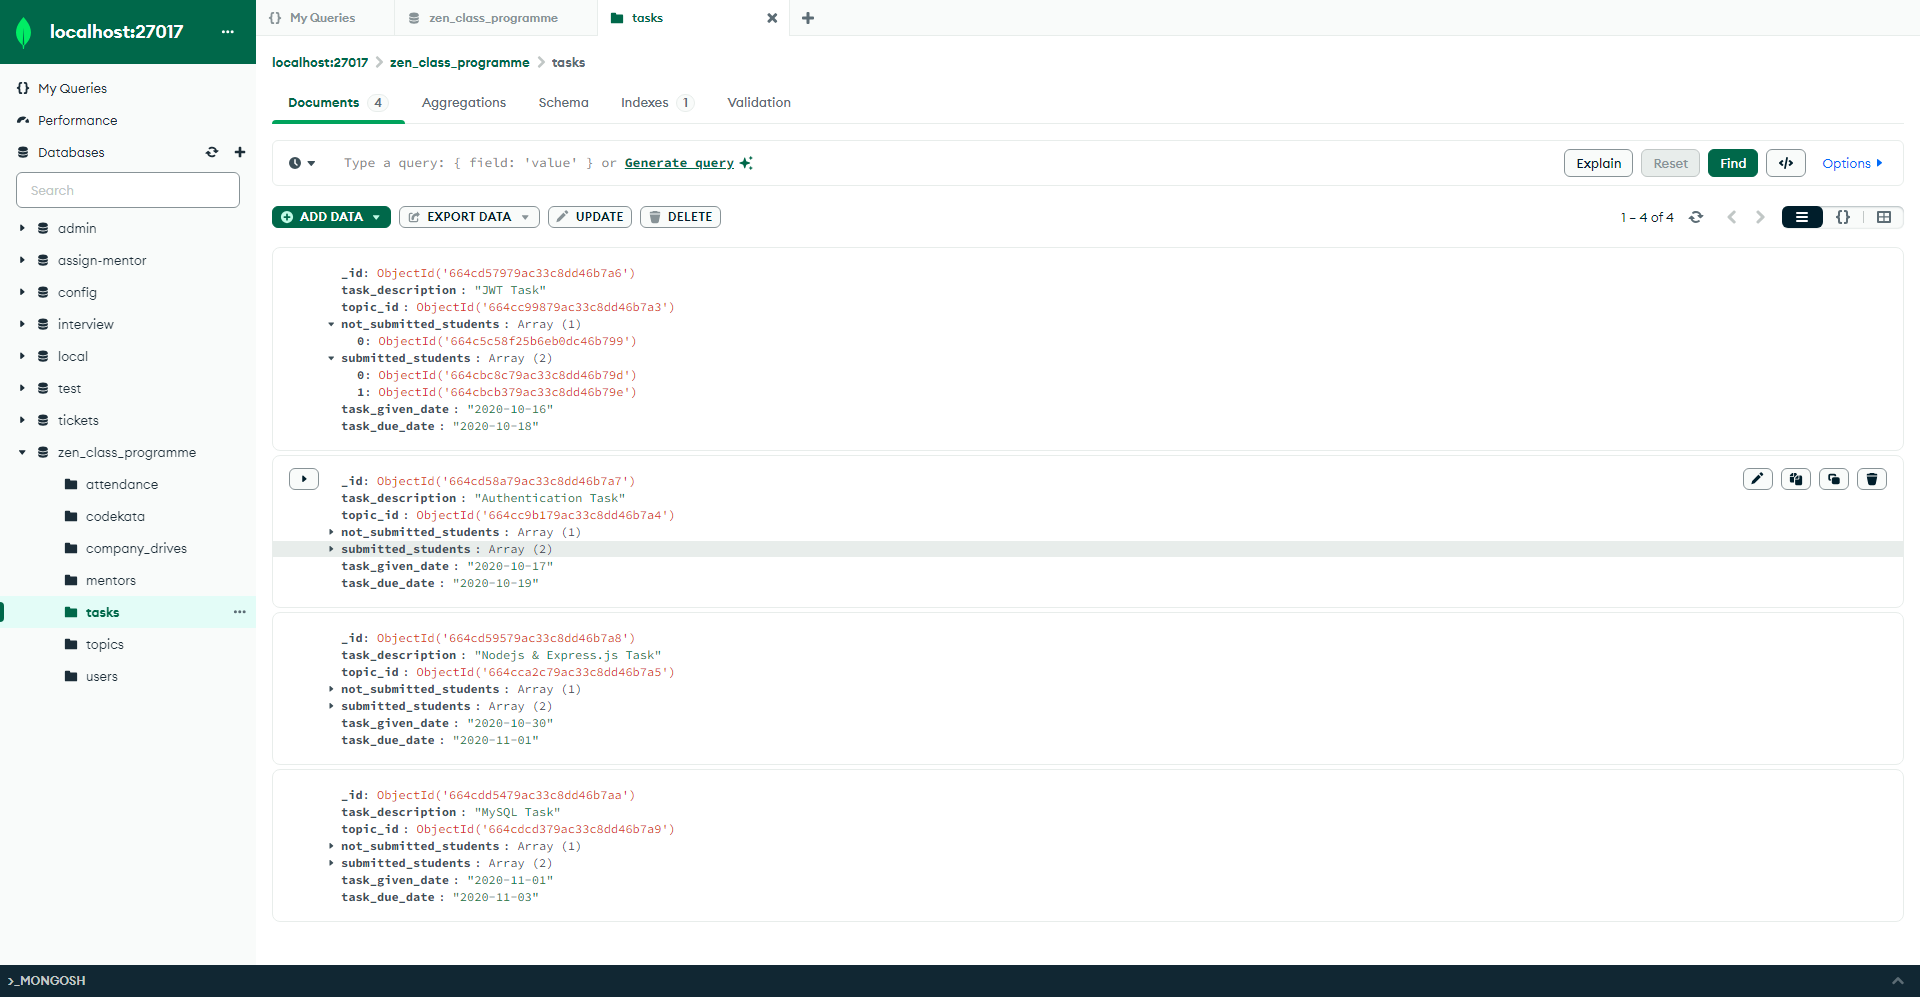 localhost:27017
My Queries
zen_class_programme
tasks
My Queries
Performance
Databases
Search
admin
assign-mentor
config
interview
local
test
tickets
zen_class_programme
attendance
codekata
company_drives
mentors
tasks
topics
users
localhost:27017 > zen_class_programme > tasks
Documents 4 Aggregations Schema Indexes 1 Validation
Type a query: { field: 'value' } or Generate query
Explain Reset Find </> Options
ADD DATA EXPORT DATA UPDATE DELETE
1 – 4 of 4 {}
_id: ObjectId('664cd57979ac33c8dd46b7a6')
task_description : "JWT Task"
topic_id : ObjectId('664cc99879ac33c8dd46b7a3')
not_submitted_students : Array (1)
0: ObjectId('664c5c58f25b6eb0dc46b799')
submitted_students : Array (2)
0: ObjectId('664cbc8c79ac33c8dd46b79d')
1: ObjectId('664cbcb379ac33c8dd46b79e')
task_given_date : "2020-10-16"
task_due_date : "2020-10-18"
_id: ObjectId('664cd58a79ac33c8dd46b7a7')
task_description : "Authentication Task"
topic_id : ObjectId('664cc9b179ac33c8dd46b7a4')
not_submitted_students : Array (1)
submitted_students : Array (2)
task_given_date : "2020-10-17"
task_due_date : "2020-10-19"
_id: ObjectId('664cd59579ac33c8dd46b7a8')
task_description : "Nodejs & Express.js Task"
topic_id : ObjectId('664cca2c79ac33c8dd46b7a5')
not_submitted_students : Array (1)
submitted_students : Array (2)
task_given_date : "2020-10-30"
task_due_date : "2020-11-01"
_id: ObjectId('664cdd5479ac33c8dd46b7aa')
task_description : "MySQL Task"
topic_id : ObjectId('664cdcd379ac33c8dd46b7a9')
not_submitted_students : Array (1)
submitted_students : Array (2)
task_given_date : "2020-11-01"
task_due_date : "2020-11-03"
>_MONGOSH